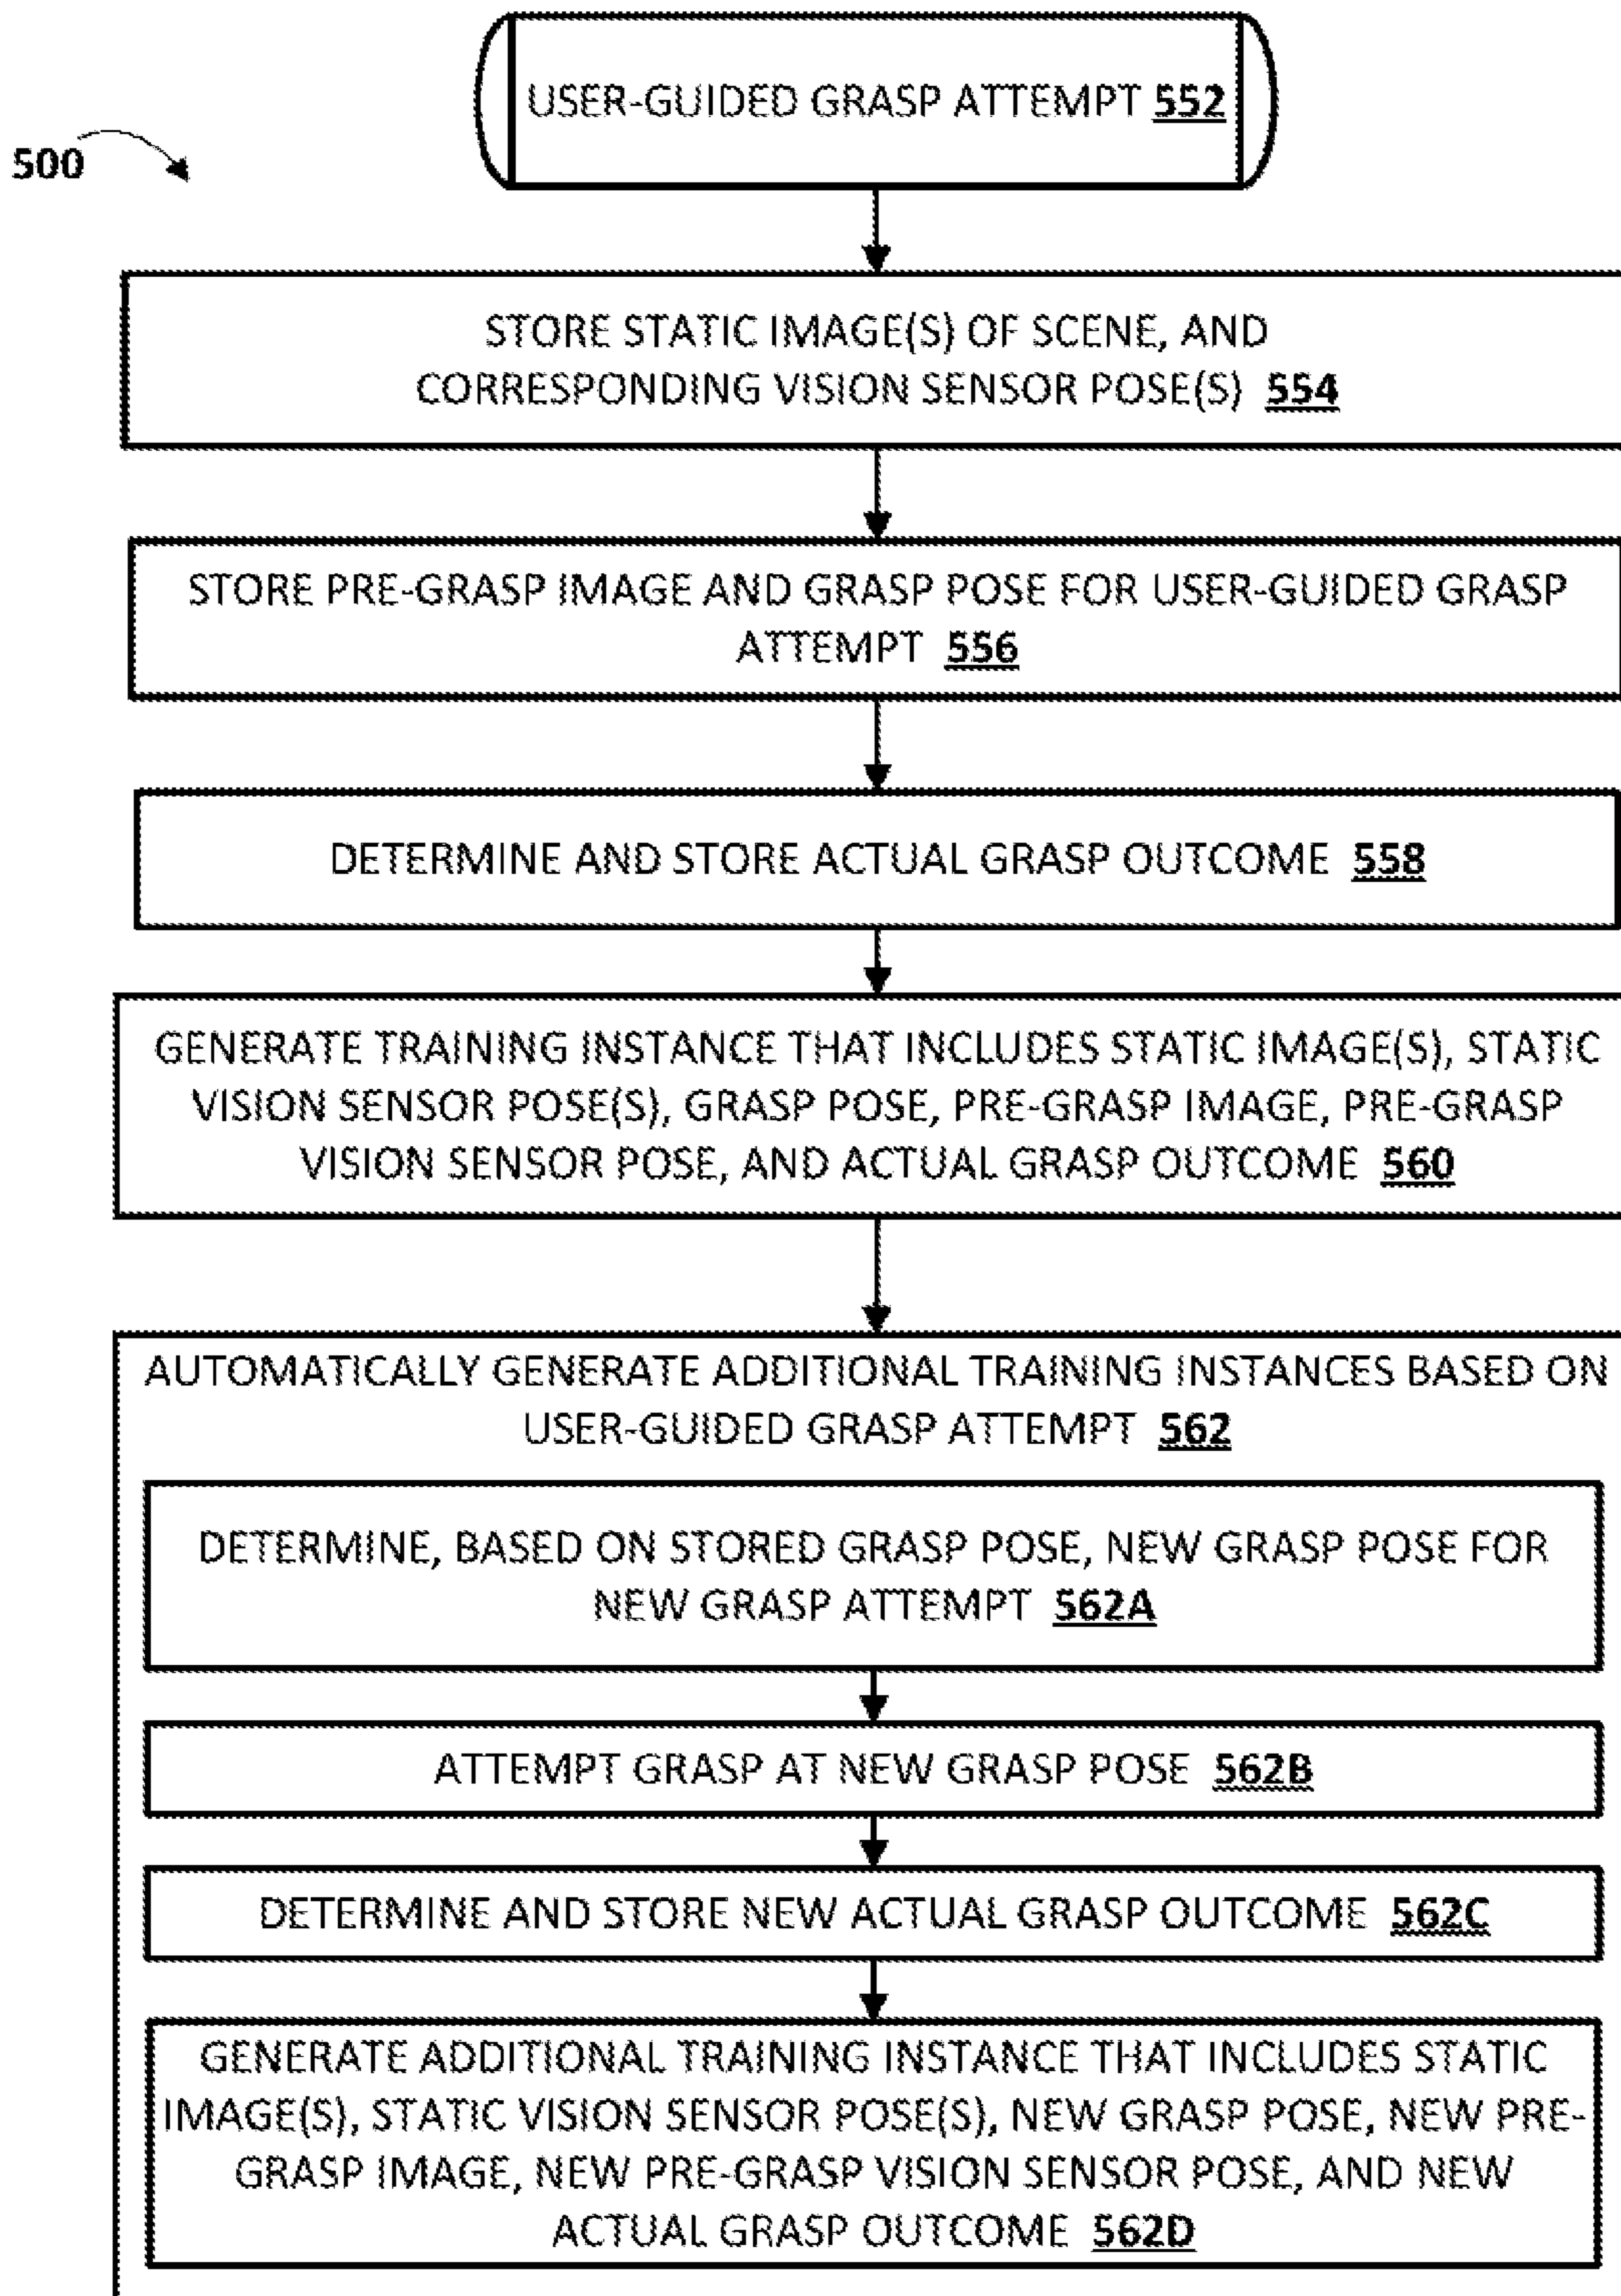 USER-GUIDED GRASP ATTEMPT 552
500
STORE STATIC IMAGE(S) OF SCENE, AND
CORRESPONDING VISION SENSOR POSE(S) 554
STORE PRE-GRASP IMAGE AND GRASP POSE FOR USER-GUIDED GRASP
ATTEMPT 556
DETERMINE AND STORE ACTUAL GRASP OUTCOME 558
GENERATE TRAINING INSTANCE THAT INCLUDES STATIC IMAGE(S), STATIC
VISION SENSOR POSE(S), GRASP POSE, PRE-GRASP IMAGE, PRE-GRASP
VISION SENSOR POSE, AND ACTUAL GRASP OUTCOME 560
AUTOMATICALLY GENERATE ADDITIONAL TRAINING INSTANCES BASED ON
USER-GUIDED GRASP ATTEMPT 562
DETERMINE, BASED ON STORED GRASP POSE, NEW GRASP POSE FOR
NEW GRASP ATTEMPT 562A
ATTEMPT GRASP AT NEW GRASP POSE 562B
DETERMINE AND STORE NEW ACTUAL GRASP OUTCOME 562C
GENERATE ADDITIONAL TRAINING INSTANCE THAT INCLUDES STATIC
IMAGE(S), STATIC VISION SENSOR POSE(S), NEW GRASP POSE, NEW PRE-
GRASP IMAGE, NEW PRE-GRASP VISION SENSOR POSE, AND NEW
ACTUAL GRASP OUTCOME 562D